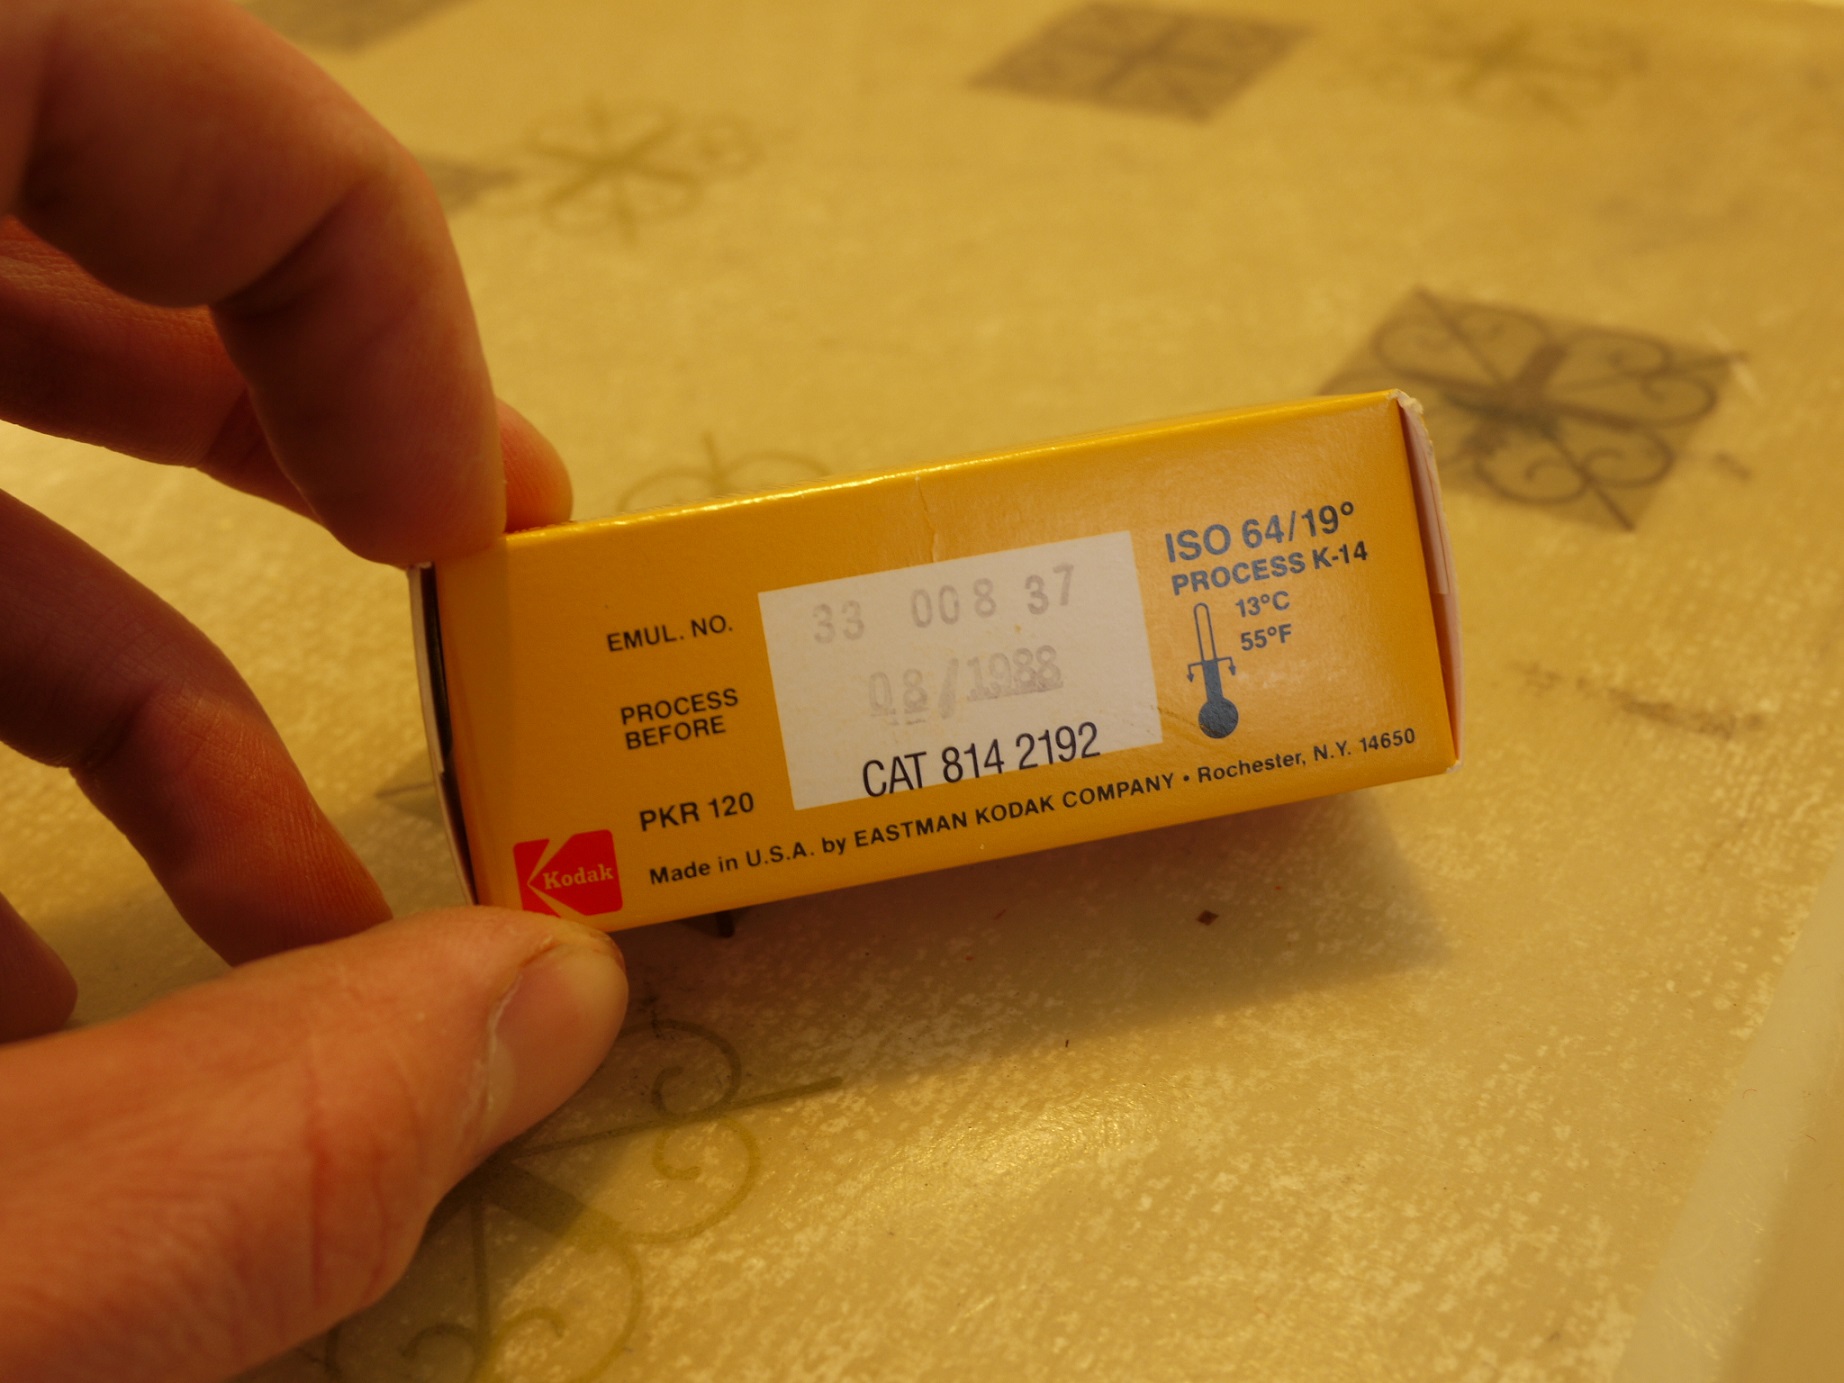 EMUL. NO. 33 008 37
PROCESS
BEFORE
08/1988
PKR 120
CAT 814 2192
ISO 64/19°
PROCESS K-14
13°C
55°F
Kodak
Made in U.S.A. by EASTMAN KODAK COMPANY • Rochester, N.Y. 14650